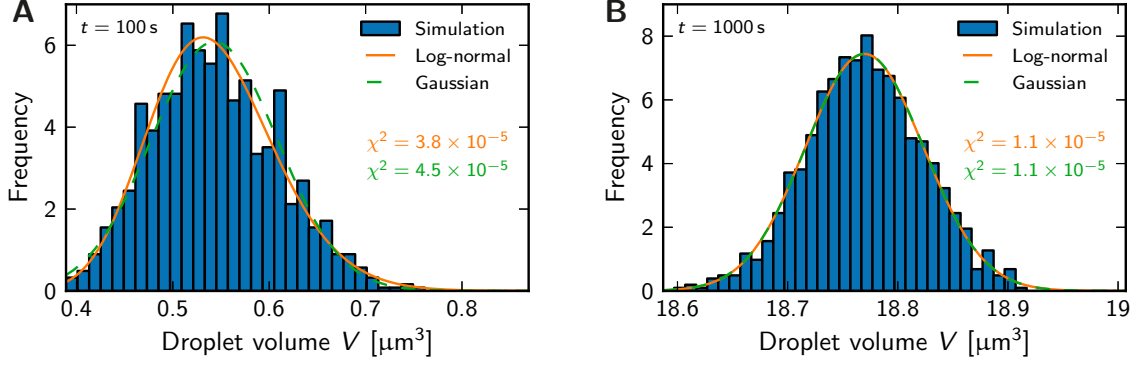 A
t = 100 s
Simulation
Log-normal
Gaussian
χ² = 3.8 × 10⁻⁵
χ² = 4.5 × 10⁻⁵
Frequency
6
4
2
0
0.4 0.5 0.6 0.7 0.8
Droplet volume V [μm³]
B
t = 1000 s
Simulation
Log-normal
Gaussian
χ² = 1.1 × 10⁻⁵
χ² = 1.1 × 10⁻⁵
Frequency
8
6
4
2
0
18.6 18.7 18.8 18.9 19
Droplet volume V [μm³]